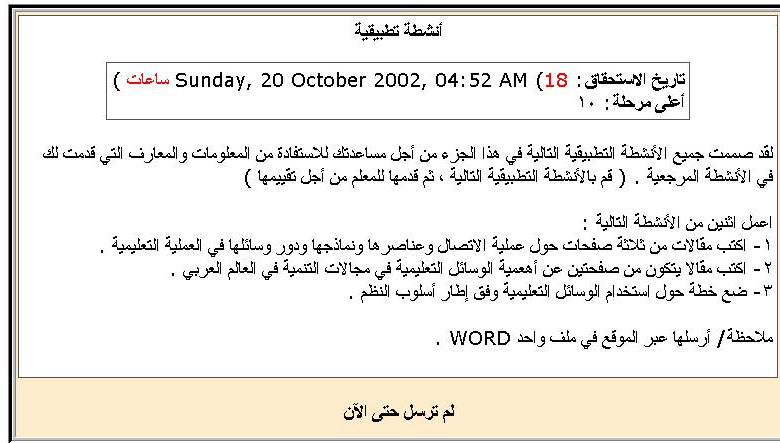 أنشطة تطبيقية
تاريخ الاستحقاق: Sunday, 20 October 2002, 04:52 AM (18 ساعات )
أعلى مرحلة: ١٠
لقد صممت جميع الأنشطة التطبيقية التالية في هذا الجزء من أجل مساعدتك للاستفادة من المعلومات والمعارف التي قدمت لك
في الأنشطة المرجعية . ( قم بالأنشطة التطبيقية التالية ، ثم قدمها للمعلم من أجل تقييمها )
اعمل اثنين من الأنشطة التالية :
١- اكتب مقالات من ثلاثة صفحات حول عملية الاتصال وعناصرها ونماذجها ودور وسائلها في العملية التعليمية .
٢- اكتب مقالا يتكون من صفحتين عن أهعمية الوسائل التعليمية في مجالات التنمية في العالم العربي .
٣- ضع خطة حول استخدام الوسائل التعليمية وفق إطار أسلوب النظم .
ملاحظة/ أرسلها عبر الموقع في ملف واحد WORD .
لم ترسل حتى الآن